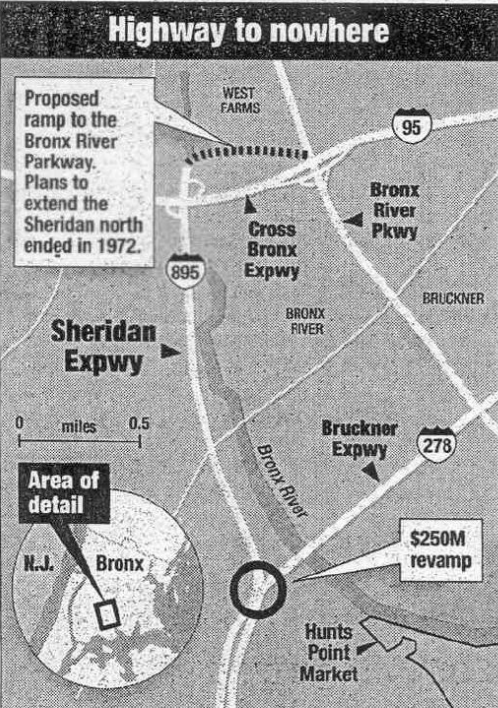 Highway to nowhere
Proposed
ramp to the
Bronx River
Parkway.
Plans to
extend the
Sheridan north
ended in 1972.
WEST
FARMS
95
Cross
Bronx
Expwy
Bronx
River
Pkwy
895
BRONX
RIVER
BRUCKNER
Sheridan
Expwy
0 miles 0.5
Bruckner
Expwy
278
Bronx River
Area of
detail
N.J.
Bronx
$250M
revamp
Hunts
Point
Market